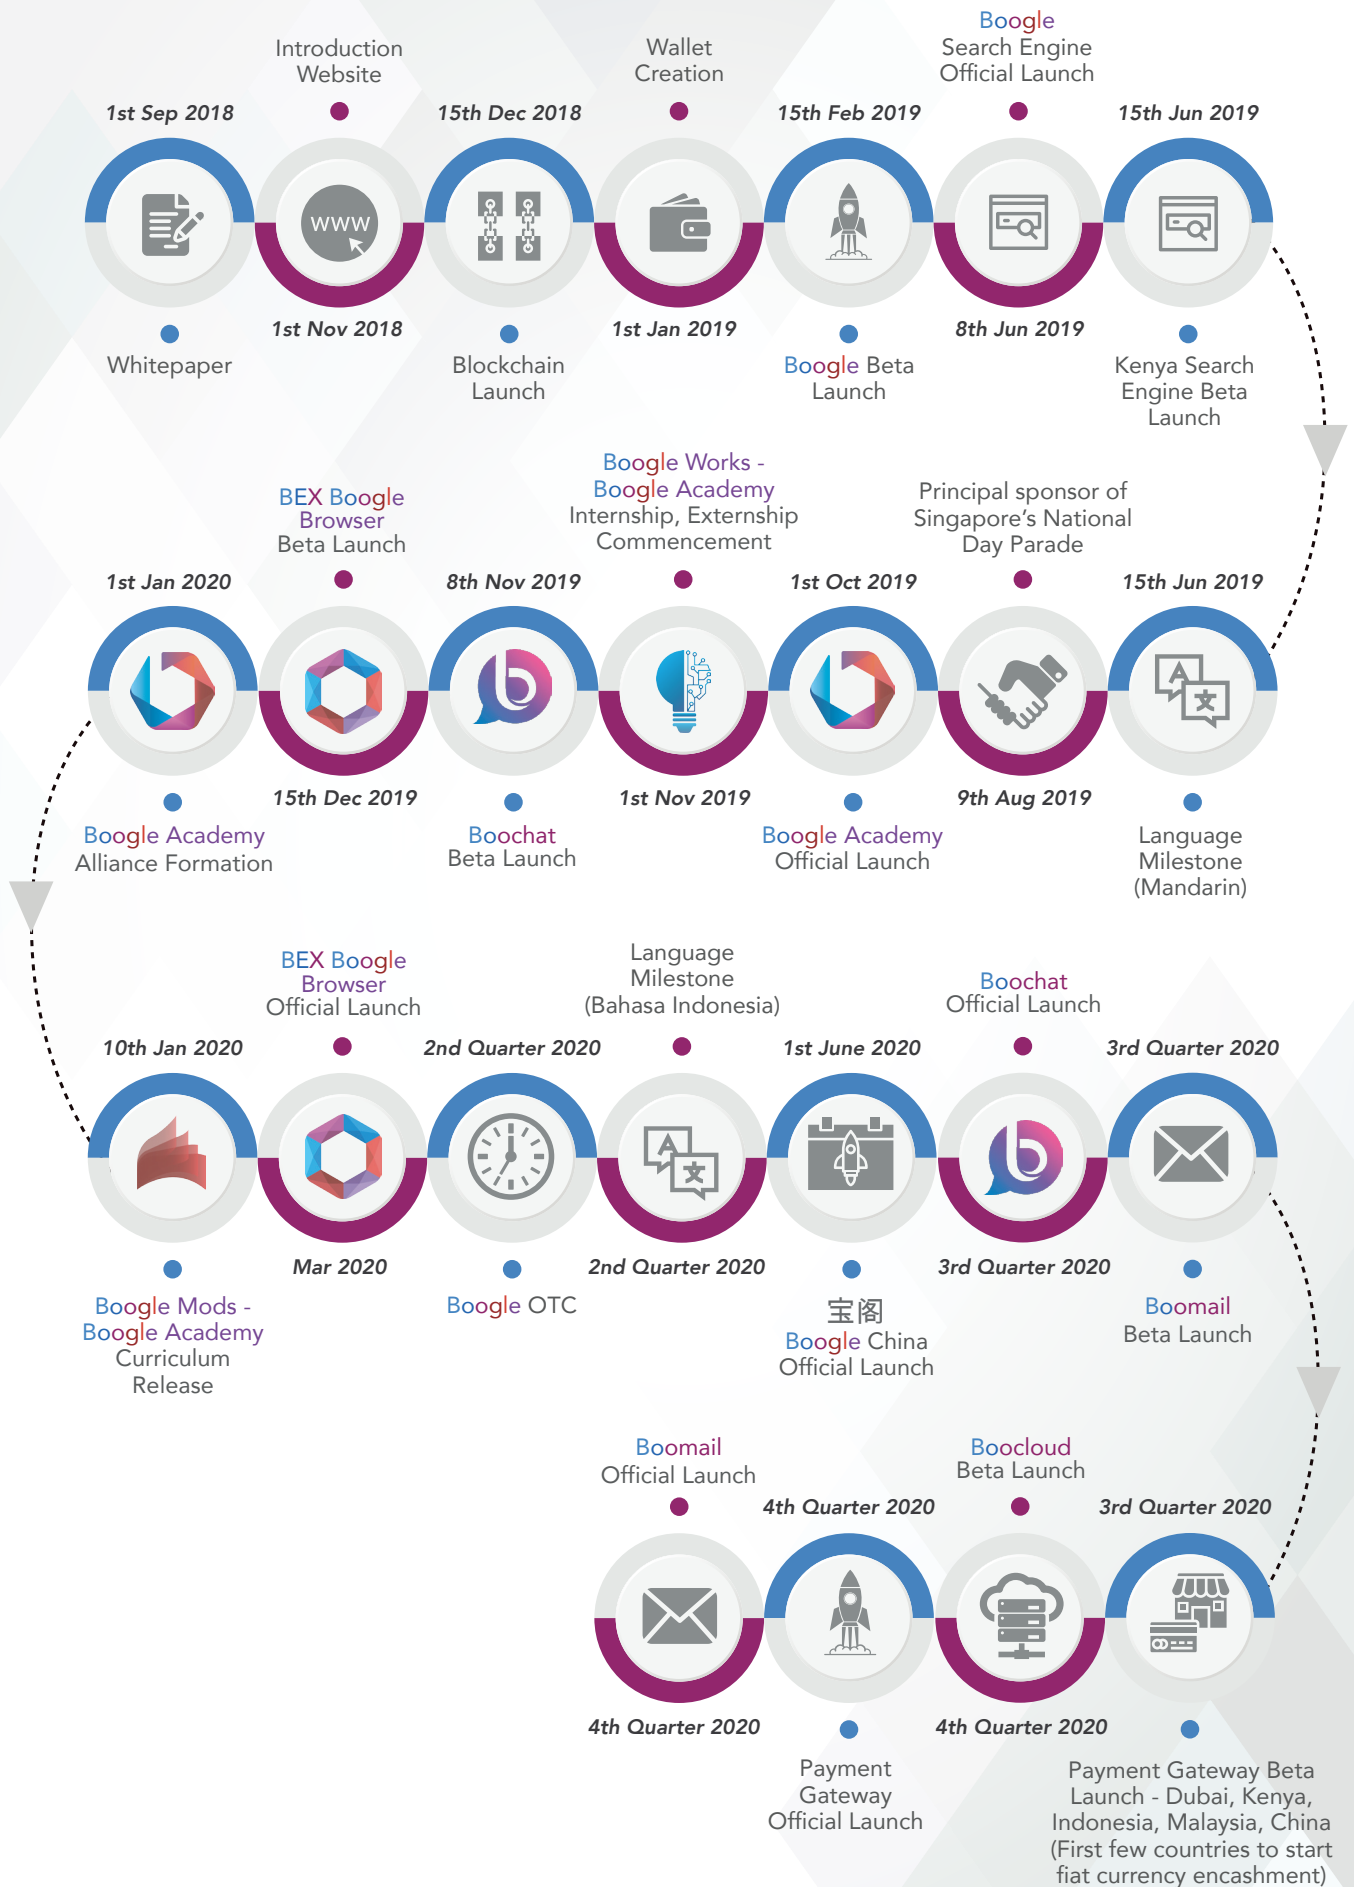 Introduction
Website
Wallet
Creation
Boogle
Search Engine
Official Launch
1st Sep 2018
15th Dec 2018
15th Feb 2019
15th Jun 2019
www
1st Nov 2018
1st Jan 2019
8th Jun 2019
Whitepaper
Blockchain
Launch
Boogle Beta
Launch
Kenya Search
Engine Beta
Launch
BEX Boogle
Browser
Beta Launch
Boogle Works -
Boogle Academy
Internship, Externship
Commencement
Principal sponsor of
Singapore's National
Day Parade
1st Jan 2020
8th Nov 2019
1st Oct 2019
15th Jun 2019
A
文
15th Dec 2019
1st Nov 2019
9th Aug 2019
Boogle Academy
Alliance Formation
Boochat
Beta Launch
Boogle Academy
Official Launch
Language
Milestone
(Mandarin)
BEX Boogle
Browser
Official Launch
Language
Milestone
(Bahasa Indonesia)
Boochat
Official Launch
10th Jan 2020
2nd Quarter 2020
1st June 2020
3rd Quarter 2020
A
文
Mar 2020
2nd Quarter 2020
3rd Quarter 2020
Boogle Mods -
Boogle Academy
Curriculum
Release
Boogle OTC
宝阁
Boogle China
Official Launch
Boomail
Beta Launch
Boomail
Official Launch
Boocloud
Beta Launch
4th Quarter 2020
3rd Quarter 2020
4th Quarter 2020
4th Quarter 2020
Payment
Gateway
Official Launch
Payment Gateway Beta
Launch - Dubai, Kenya,
Indonesia, Malaysia, China
(First few countries to start
fiat currency encashment)